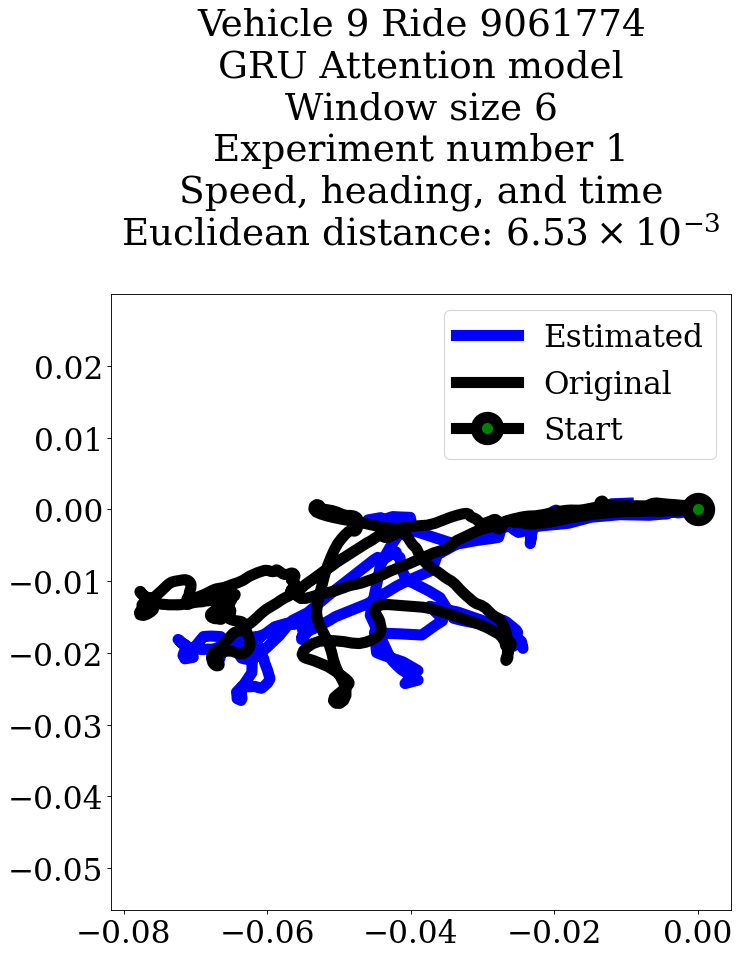 Vehicle 9 Ride 9061774
GRU Attention model
Window size 6
Experiment number 1
Speed, heading, and time
Euclidean distance: 6.53 × 10⁻³
Estimated
Original
Start
0.02
0.01
0.00
−0.01
−0.02
−0.03
−0.04
−0.05
−0.08 −0.06 −0.04 −0.02 0.00